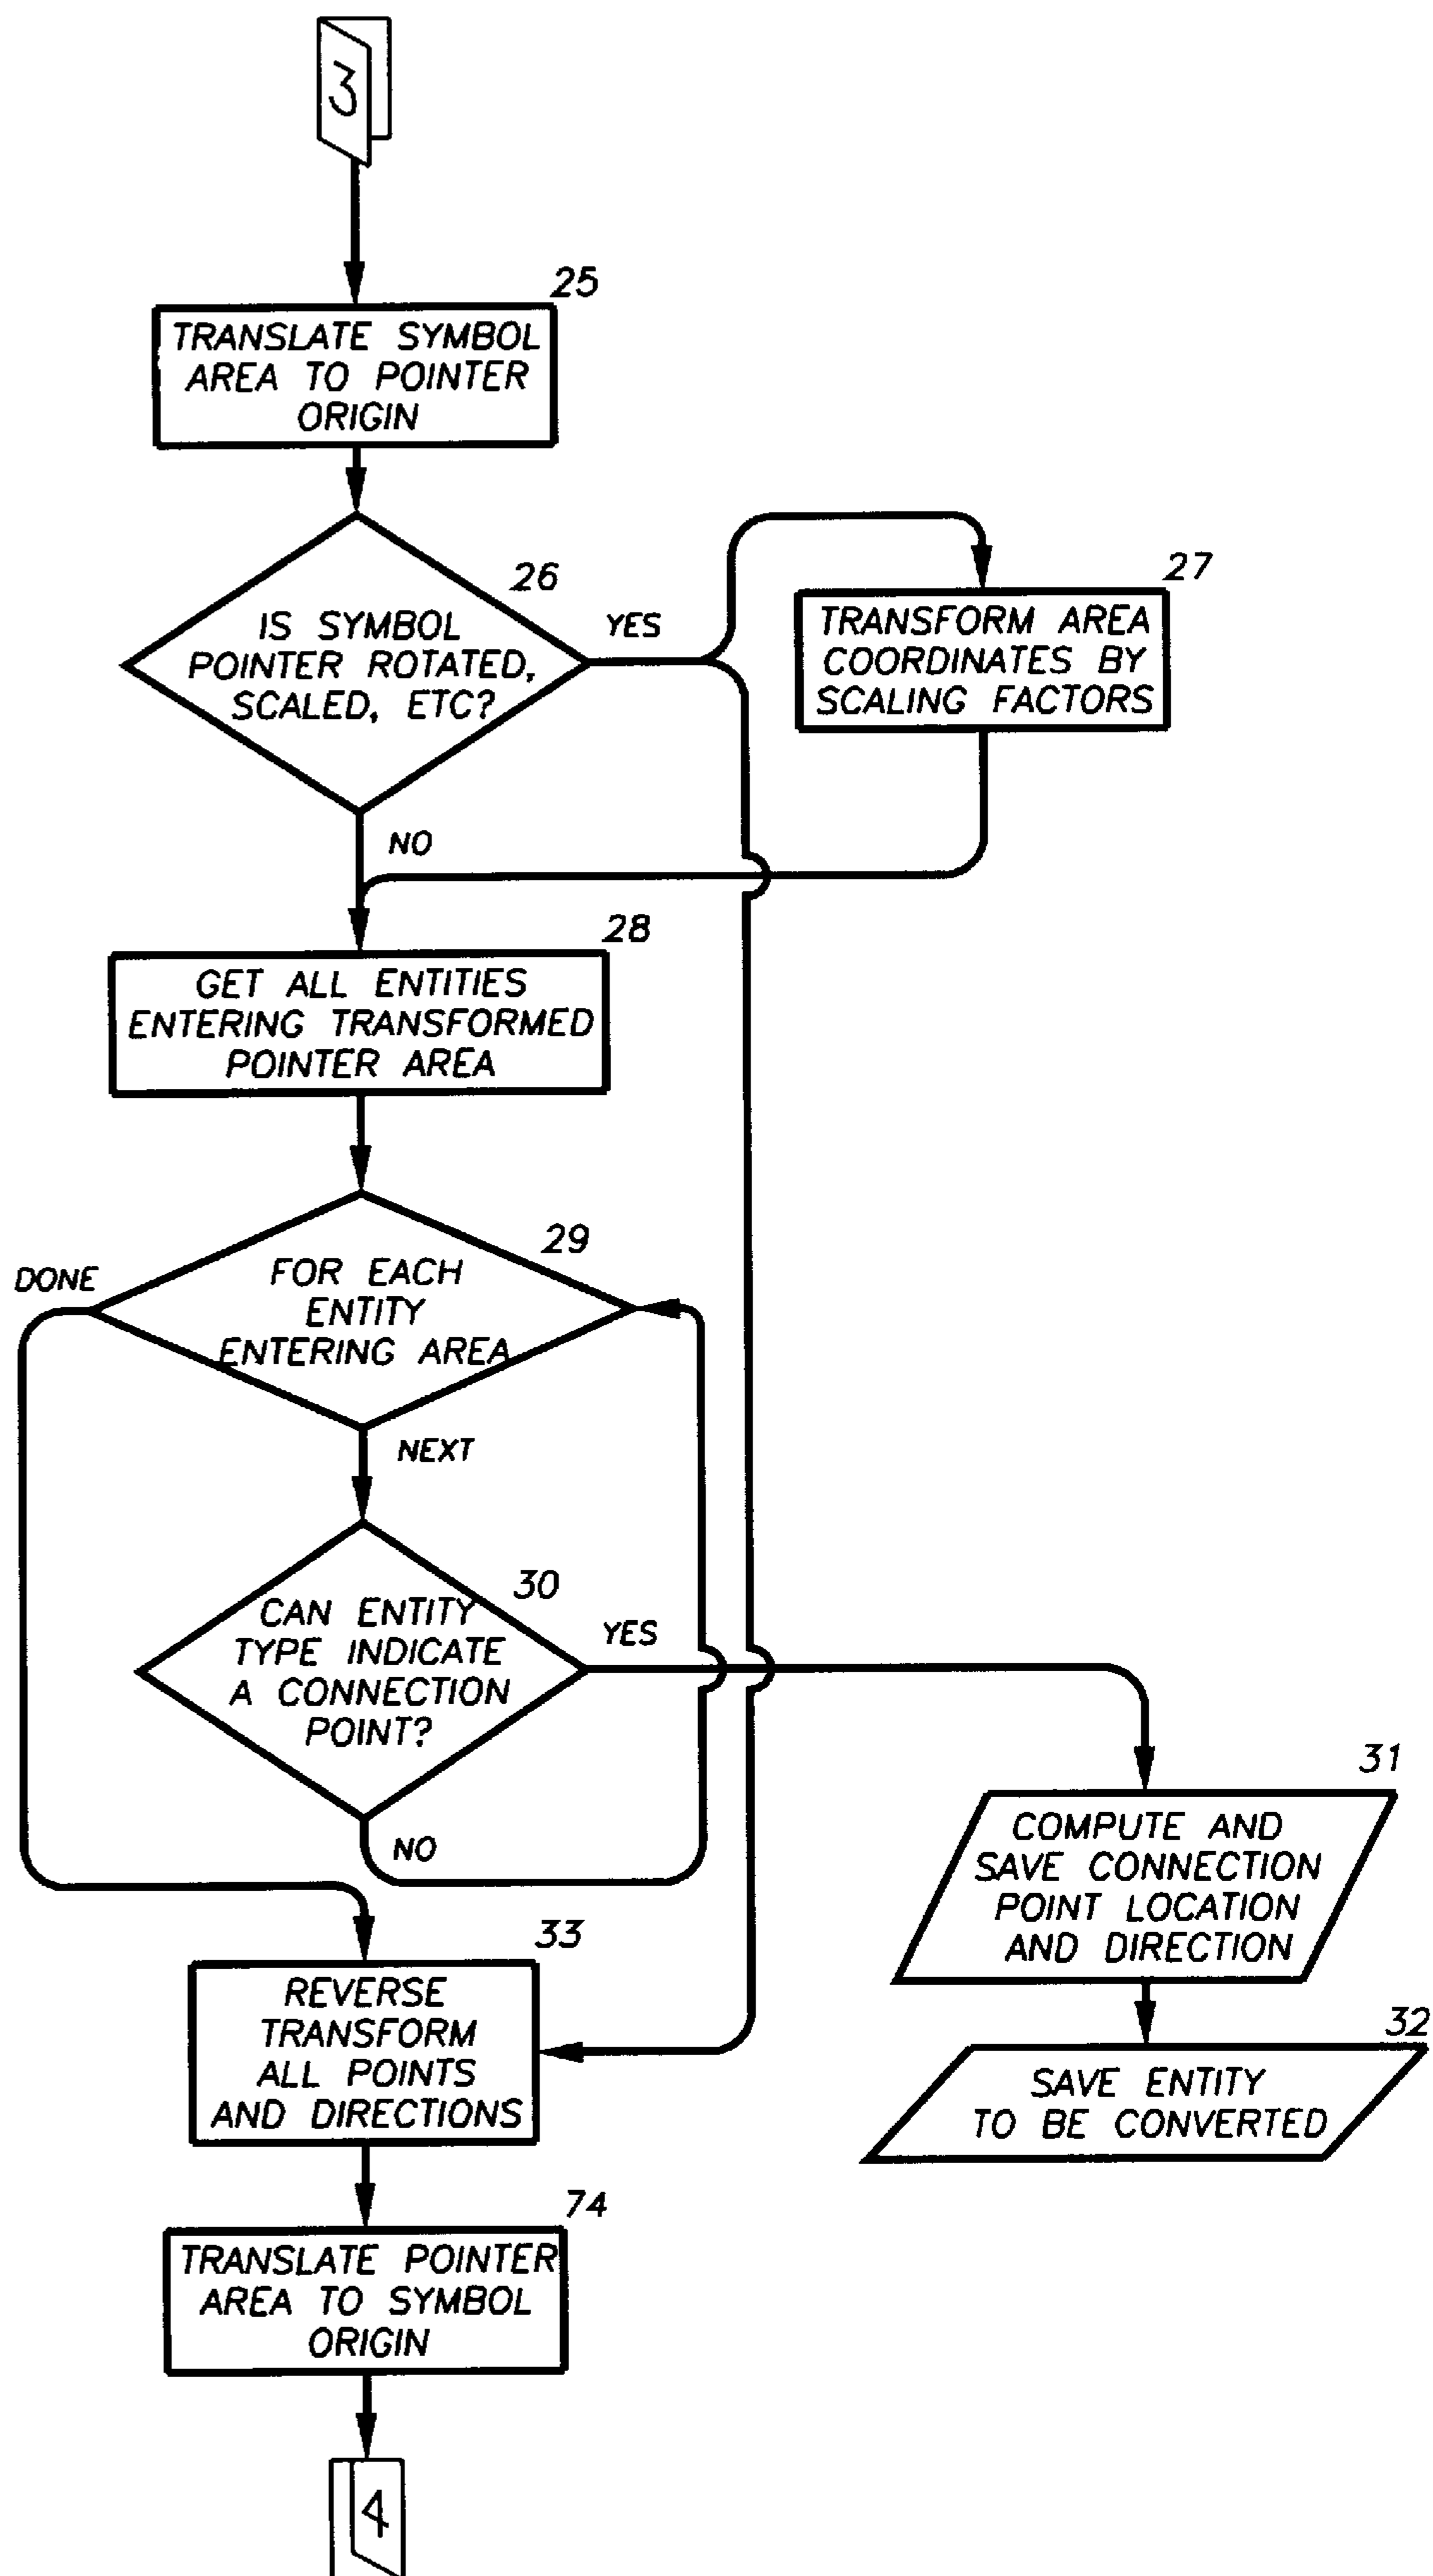 3
25
TRANSLATE SYMBOL
AREA TO POINTER
ORIGIN
26
IS SYMBOL
POINTER ROTATED,
SCALED, ETC?
YES
27
TRANSFORM AREA
COORDINATES BY
SCALING FACTORS
NO
28
GET ALL ENTITIES
ENTERING TRANSFORMED
POINTER AREA
29
DONE
FOR EACH
ENTITY
ENTERING AREA
NEXT
30
CAN ENTITY
TYPE INDICATE
A CONNECTION
POINT?
YES
NO
31
COMPUTE AND
SAVE CONNECTION
POINT LOCATION
AND DIRECTION
33
REVERSE
TRANSFORM
ALL POINTS
AND DIRECTIONS
32
SAVE ENTITY
TO BE CONVERTED
74
TRANSLATE POINTER
AREA TO SYMBOL
ORIGIN
4